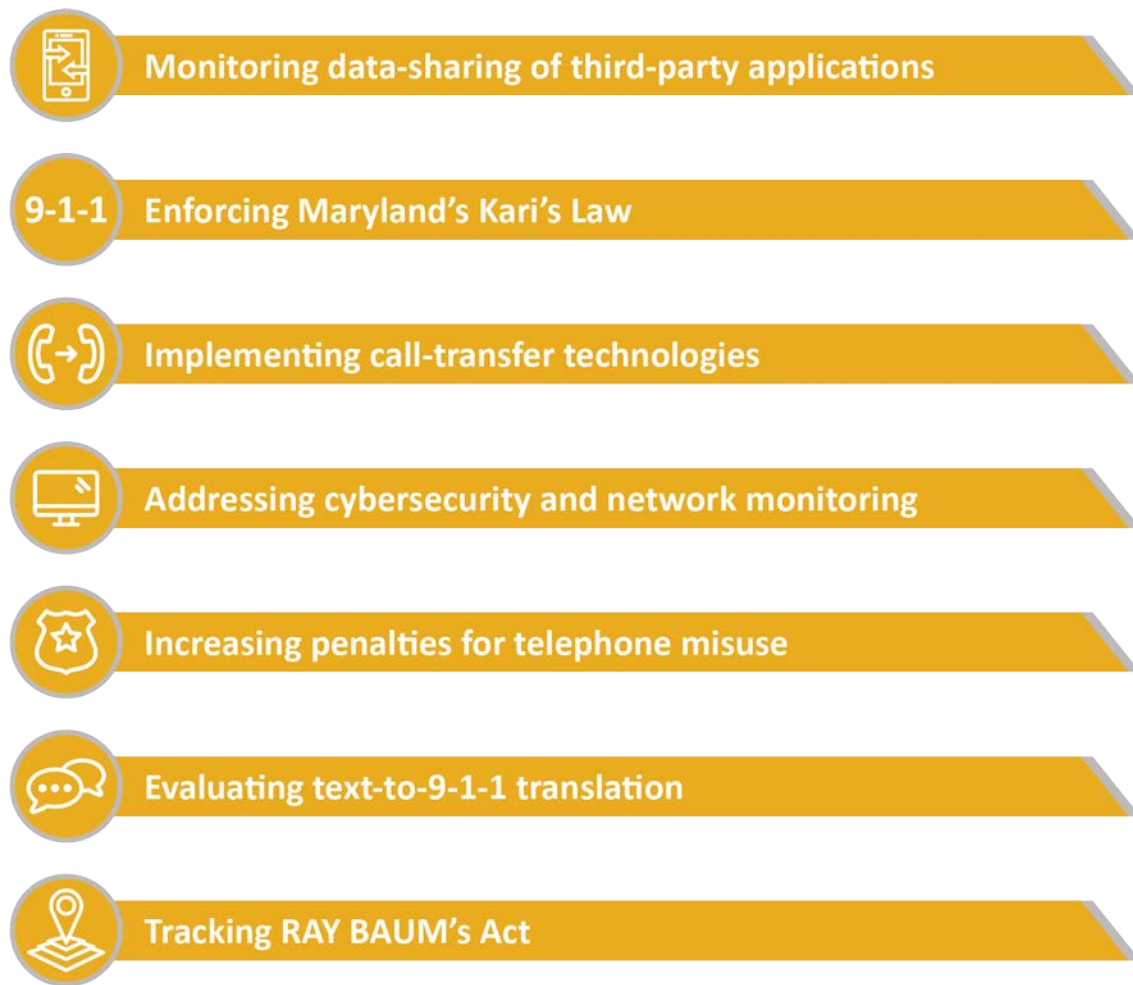 Monitoring data-sharing of third-party applications
9-1-1 Enforcing Maryland’s Kari’s Law
Implementing call-transfer technologies
Addressing cybersecurity and network monitoring
Increasing penalties for telephone misuse
Evaluating text-to-9-1-1 translation
Tracking RAY BAUM’s Act